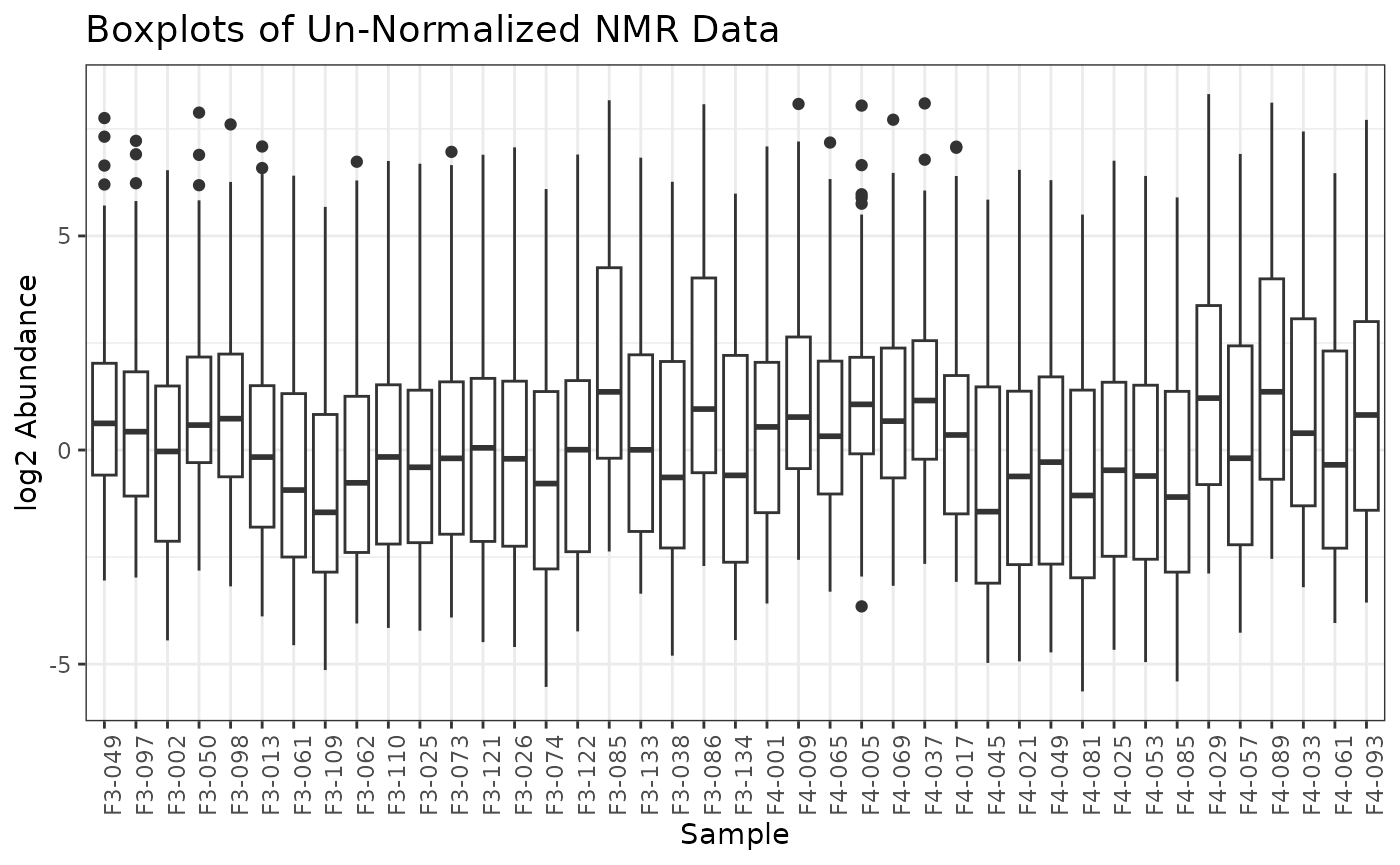 Boxplots of Un-Normalized NMR Data
log2 Abundance
5
0
-5
F3-049
F3-097
F3-002
F3-050
F3-098
F3-013
F3-061
F3-109
F3-062
F3-110
F3-025
F3-073
F3-121
F3-026
F3-074
F3-122
F3-085
F3-133
F3-038
F3-086
F3-134
F4-001
F4-009
F4-065
F4-005
F4-069
F4-037
F4-017
F4-045
F4-021
F4-049
F4-081
F4-025
F4-053
F4-085
F4-029
F4-057
F4-089
F4-033
F4-061
F4-093
Sample